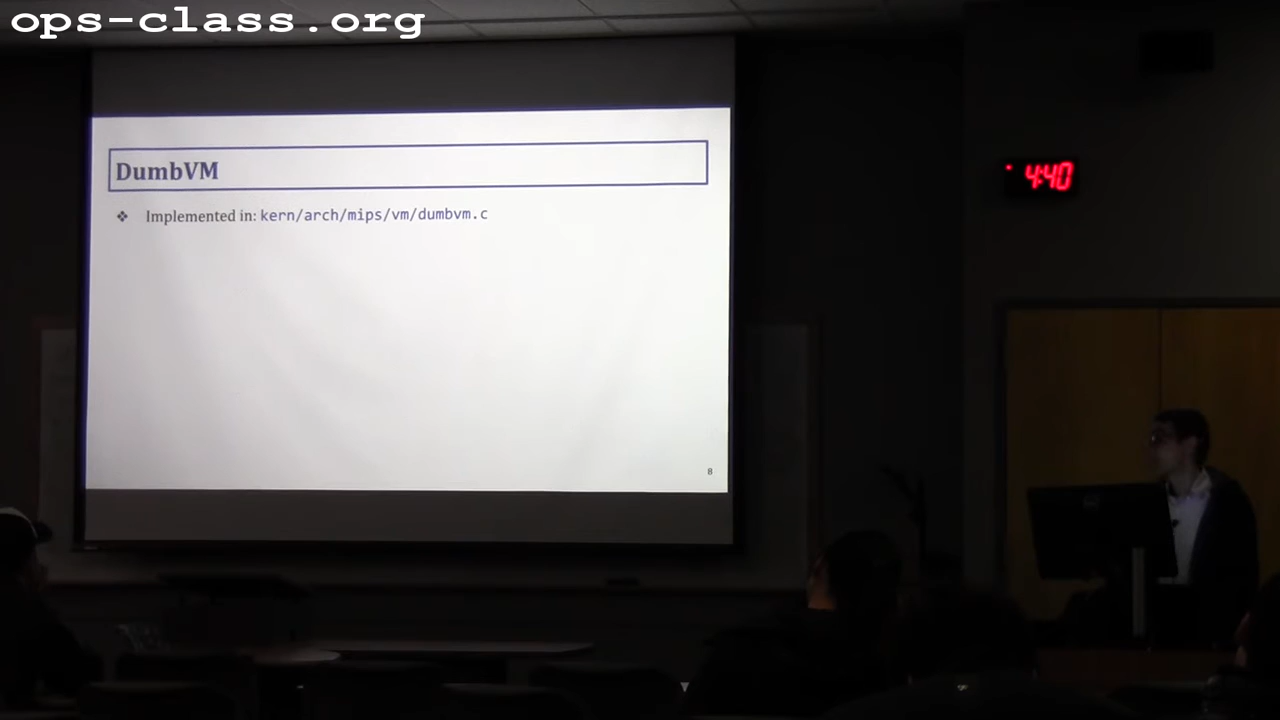 ops-class.org
DumbVM
4:40
❖ Implemented in: kern/arch/mips/vm/dumbvm.c
8